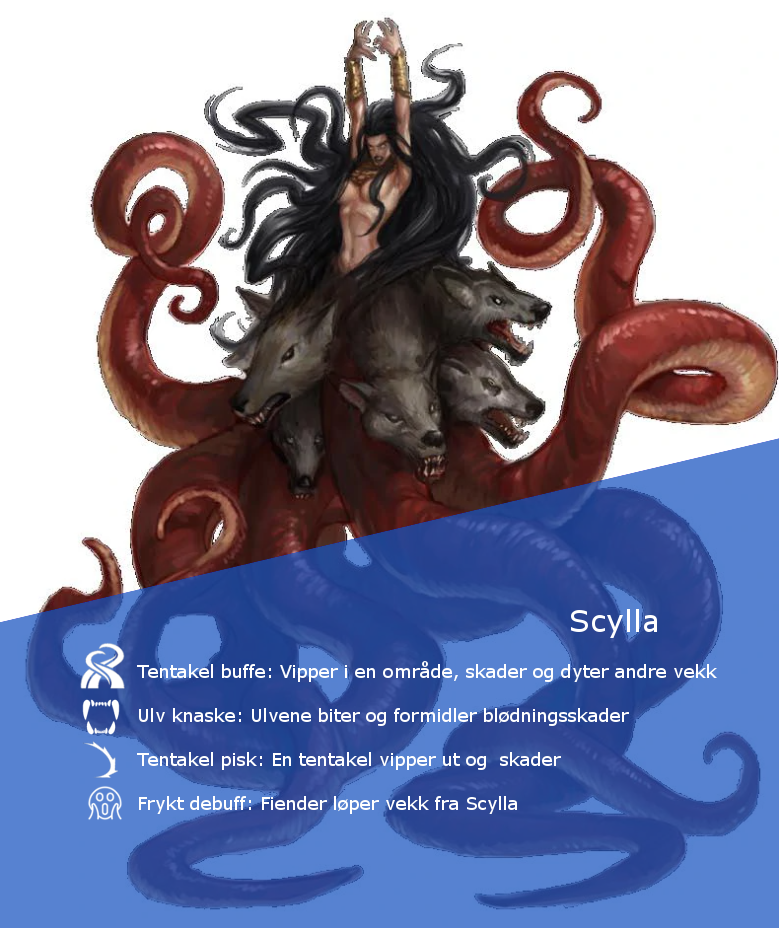 Scylla
Tentakel buffe: Vipper i en område, skader og dyter andre vekk
Ulv knaske: Ulvene biter og formidler blødningsskader
Tentakel pisk: En tentakel vipper ut og  skader
Frykt debuff: Fiender løper vekk fra Scylla